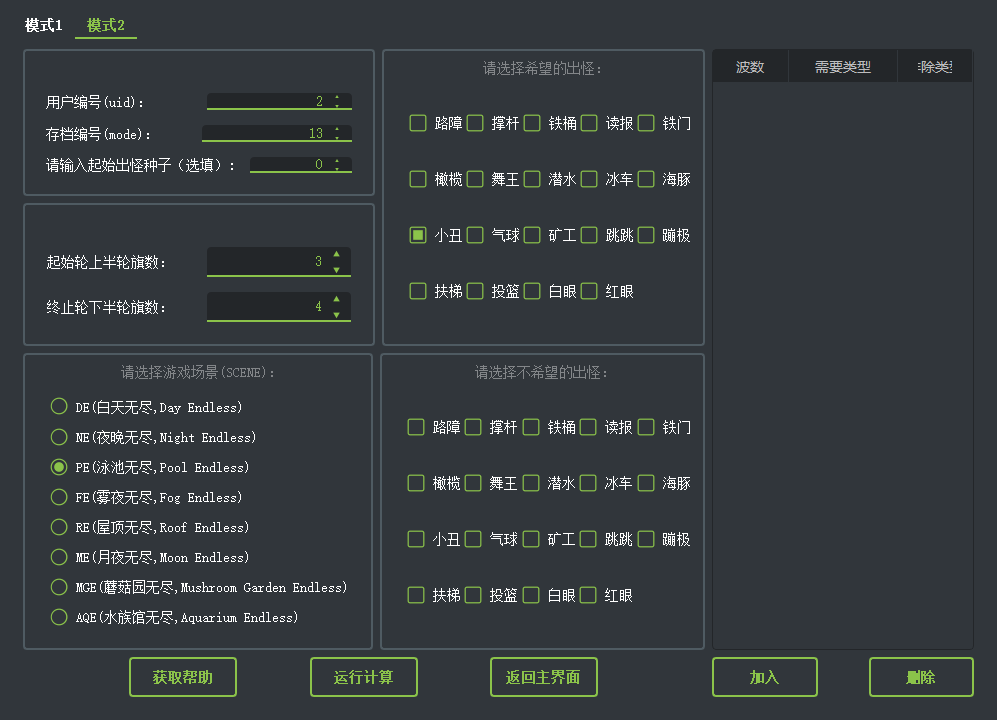 模式1 模式2
用户编号(uid): 2
存档编号(mode): 13
请输入起始出怪种子（选填）: 0
起始轮上半轮旗数: 3
终止轮下半轮旗数: 4
请选择游戏场景(SCENE):
DE(白天无尽,Day Endless)
NE(夜晚无尽,Night Endless)
PE(泳池无尽,Pool Endless)
FE(雾夜无尽,Fog Endless)
RE(屋顶无尽,Roof Endless)
ME(月夜无尽,Moon Endless)
MGE(蘑菇园无尽,Mushroom Garden Endless)
AQE(水族馆无尽,Aquarium Endless)
请选择希望的出怪:
路障 撑杆 铁桶 读报 铁门
橄榄 舞王 潜水 冰车 海豚
小丑 气球 矿工 跳跳 蹦极
扶梯 投篮 白眼 红眼
请选择不希望的出怪:
路障 撑杆 铁桶 读报 铁门
橄榄 舞王 潜水 冰车 海豚
小丑 气球 矿工 跳跳 蹦极
扶梯 投篮 白眼 红眼
波数 需要类型 除类
获取帮助 运行计算 返回主界面 加入 删除